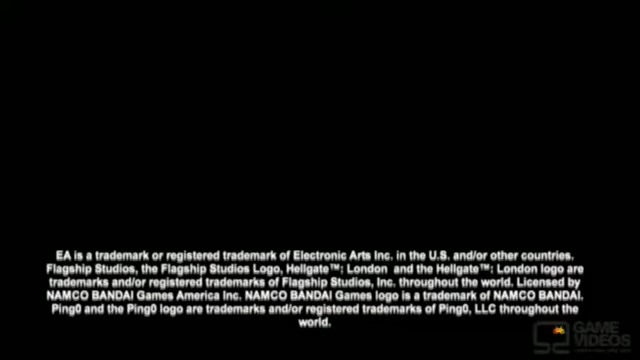 EA is a trademark or registered trademark of Electronic Arts Inc. in the U.S. and/or other countries.
Flagship Studios, the Flagship Studios Logo, Hellgate™: London and the Hellgate™: London logo are
trademarks and/or registered trademarks of Flagship Studios, Inc. throughout the world. Licensed by
NAMCO BANDAI Games America Inc. NAMCO BANDAI Games logo is a trademark of NAMCO BANDAI.
Ping0 and the Ping0 logo are trademarks and/or registered trademarks of Ping0, LLC throughout the
world.
GAME
VIDEOS